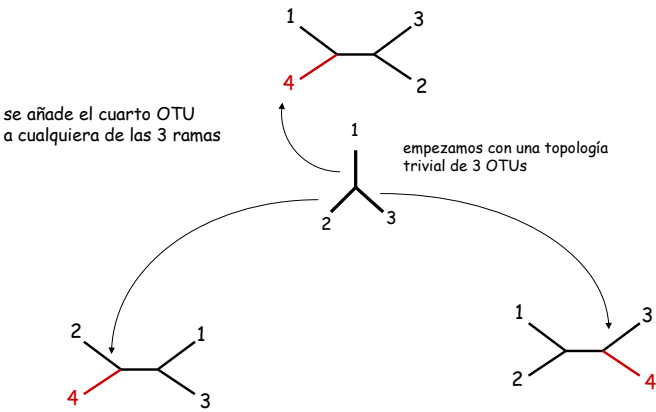 1 3
4 2
se añade el cuarto OTU
a cualquiera de las 3 ramas
1
empezamos con una topología
trivial de 3 OTUs
2 3
2 1
4 3
1 3
2 4